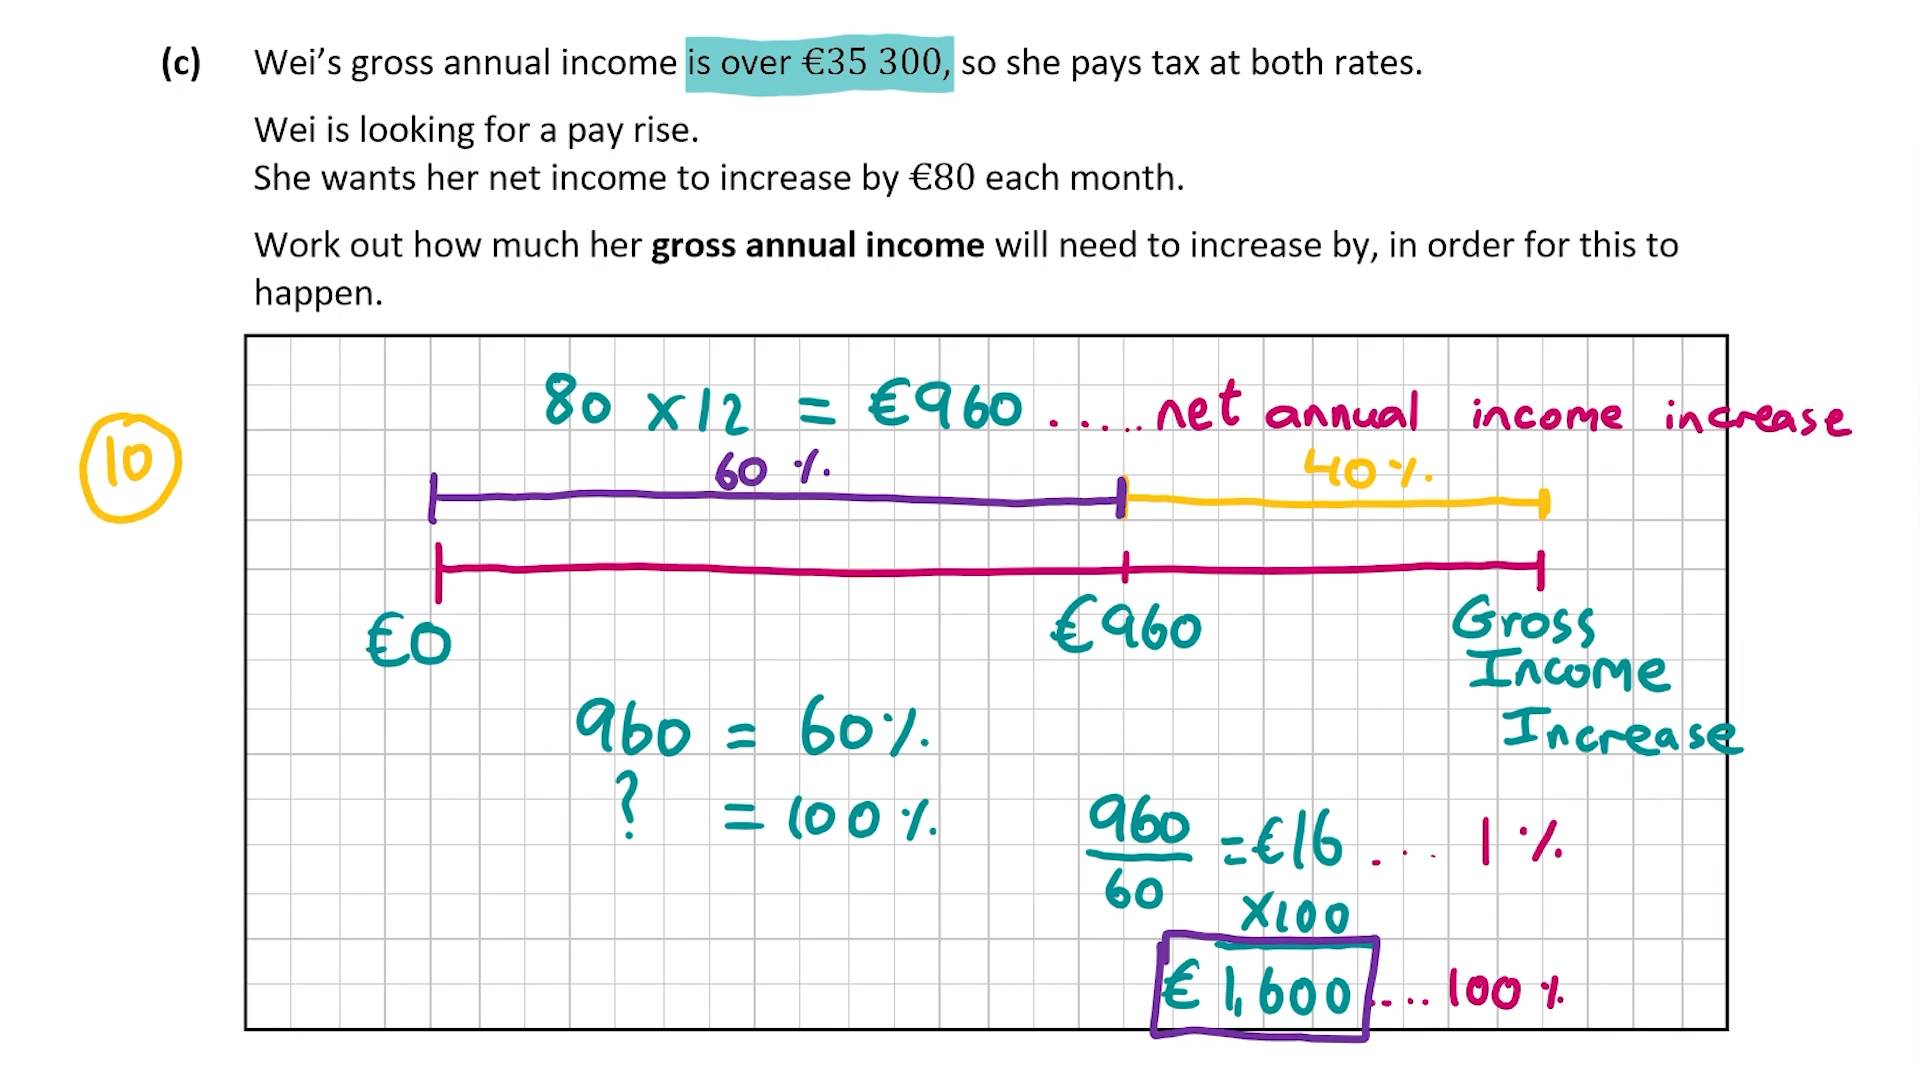 (c) Wei’s gross annual income is over €35 300, so she pays tax at both rates.
Wei is looking for a pay rise.
She wants her net income to increase by €80 each month.
Work out how much her gross annual income will need to increase by, in order for this to
happen.
80 x 12 = €960 ..... net annual income increase
10
60 % 40 %
€0 €960 Gross
Income
Increase
960 = 60%
? = 100%
960
60
= €16 .... 1 %
x100
€1,600 .... 100 %